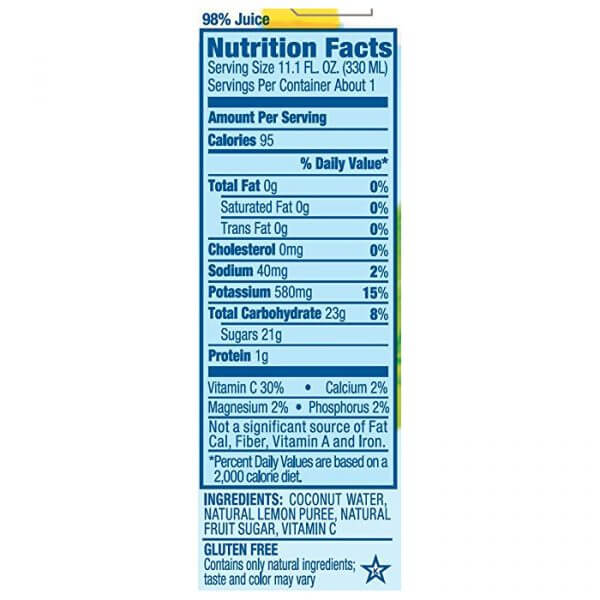 98% Juice
Nutrition Facts
Serving Size 11.1 FL. OZ. (330 ML)
Servings Per Container About 1
Amount Per Serving
Calories 95
% Daily Value*
Total Fat 0g 0%
Saturated Fat 0g 0%
Trans Fat 0g 0%
Cholesterol 0mg 0%
Sodium 40mg 2%
Potassium 580mg 15%
Total Carbohydrate 23g 8%
Sugars 21g
Protein 1g
Vitamin C 30% • Calcium 2%
Magnesium 2% • Phosphorus 2%
Not a significant source of Fat
Cal, Fiber, Vitamin A and Iron.
*Percent Daily Values are based on a
2,000 calorie diet.
INGREDIENTS: COCONUT WATER,
NATURAL LEMON PUREE, NATURAL
FRUIT SUGAR, VITAMIN C
GLUTEN FREE
Contains only natural ingredients;
taste and color may vary
K